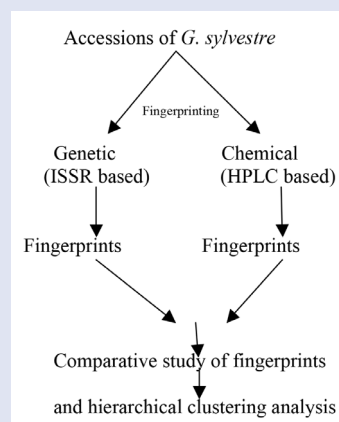 Accessions of G. sylvestre
Fingerprinting
Genetic
(ISSR based)
Chemical
(HPLC based)
Fingerprints
Fingerprints
Comparative study of fingerprints
and hierarchical clustering analysis